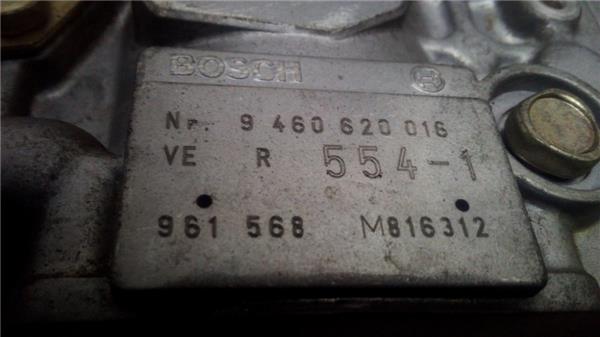 BOSCH
Nr. 9 460 620 016
VE R 554-1
961 568 M816312